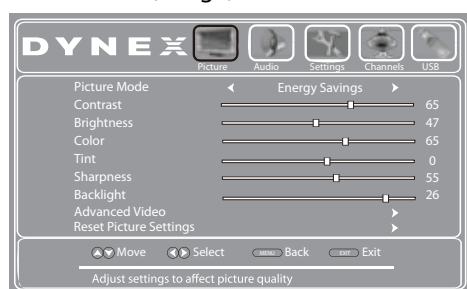 DYNEX
Picture Audio Settings Channels USB
Picture Mode Energy Savings
Contrast 65
Brightness 47
Color 65
Tint 0
Sharpness 55
Backlight 26
Advanced Video
Reset Picture Settings
Move Select MENU Back EXIT Exit
Adjust settings to affect picture quality